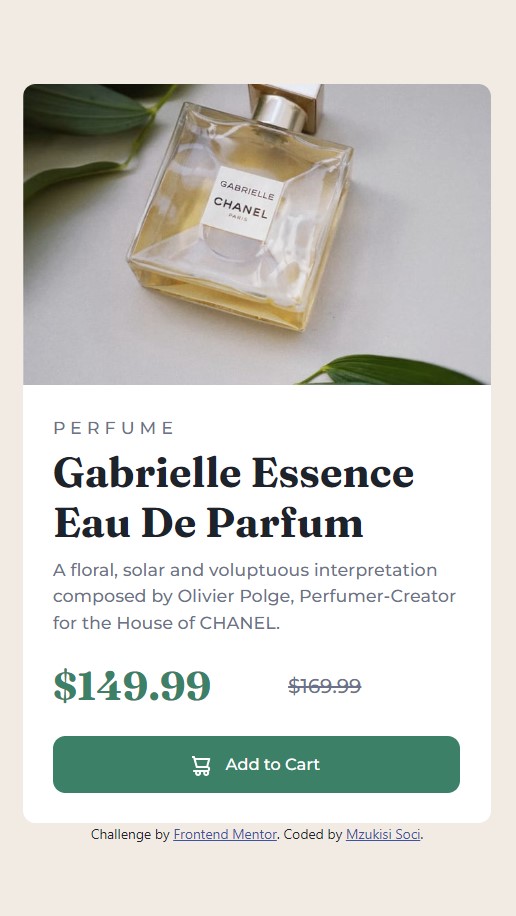 GABRIELLE
CHANEL
PARIS
PERFUME
Gabrielle Essence
Eau De Parfum
A floral, solar and voluptuous interpretation
composed by Olivier Polge, Perfumer-Creator
for the House of CHANEL.
$149.99 $169.99
Add to Cart
Challenge by Frontend Mentor. Coded by Mzukisi Soci.